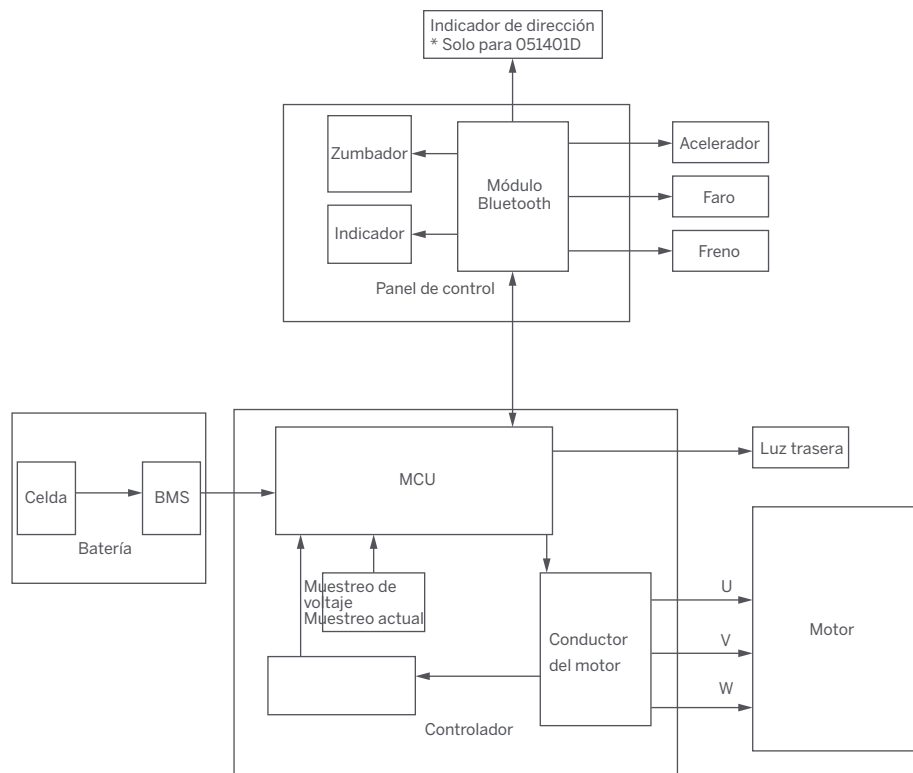 Indicador de dirección
* Solo para 051401D
Zumbador
Módulo
Bluetooth
Acelerador
Faro
Indicador
Freno
Panel de control
MCU
Luz trasera
Celda
BMS
Batería
Muestreo de
voltaje
Muestreo actual
Conductor
del motor
U
V
W
Motor
Controlador